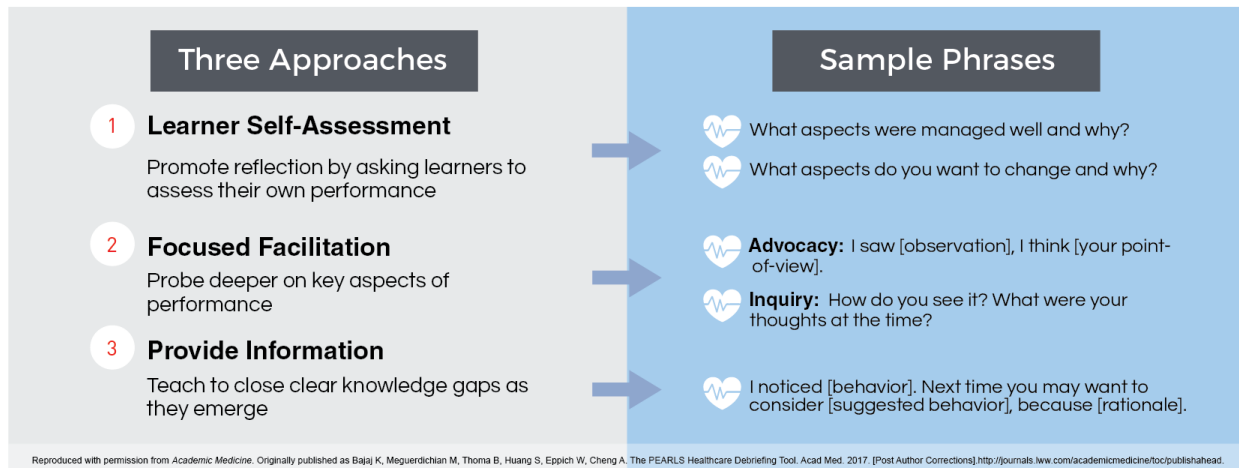 Three Approaches
Sample Phrases
1 Learner Self-Assessment
Promote reflection by asking learners to
assess their own performance
What aspects were managed well and why?
What aspects do you want to change and why?
2 Focused Facilitation
Probe deeper on key aspects of
performance
Advocacy: I saw [observation], I think [your point-
of-view].
Inquiry: How do you see it? What were your
thoughts at the time?
3 Provide Information
Teach to close clear knowledge gaps as
they emerge
I noticed [behavior]. Next time you may want to
consider [suggested behavior], because [rationale].
Reproduced with permission from Academic Medicine. Originally published as Bajaj K, Meguerdichian M, Thoma B, Huang S, Eppich W, Cheng A. The PEARLS Healthcare Debriefing Tool. Acad Med. 2017. [Post Author Corrections].http://journals.lww.com/academicmedicine/toc/publishahead.